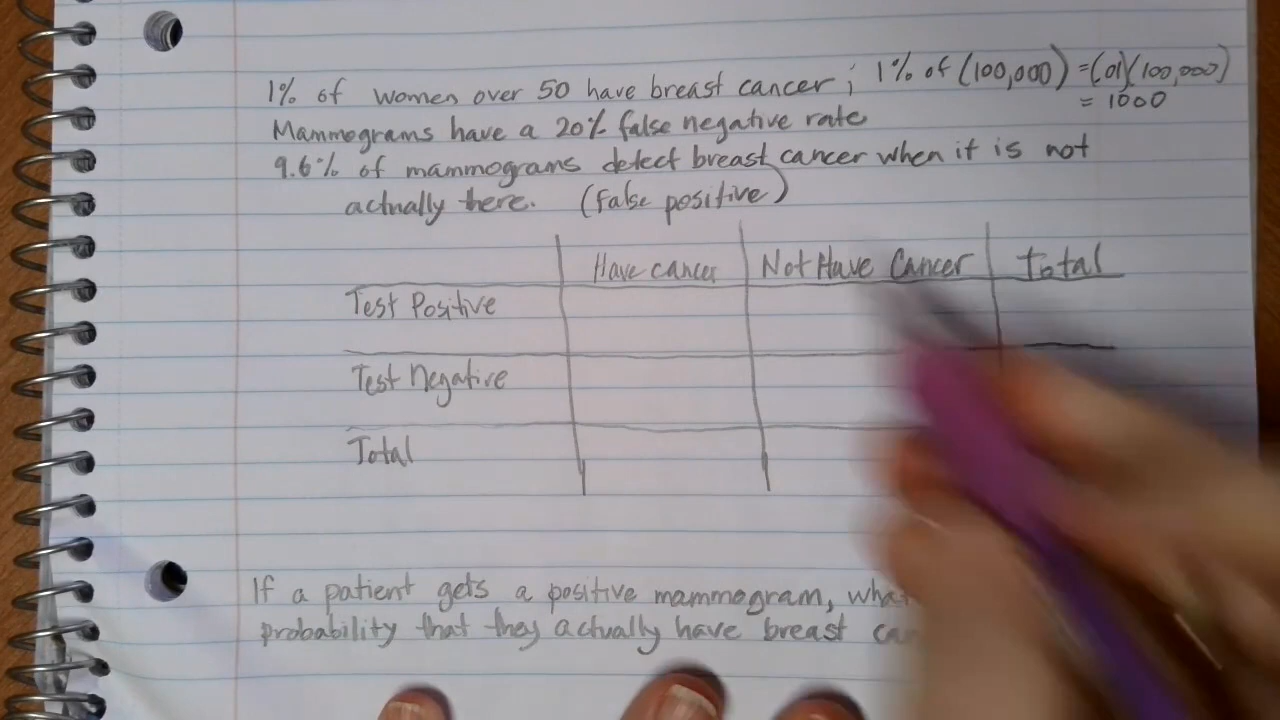 1% of women over 50 have breast cancer; 1% of (100,000) = (.01)(100,000)
= 1000
Mammograms have a 20% false negative rate
9.6% of mammograms detect breast cancer when it is not
actually there. (false positive)
Have cancer Not Have Cancer total
Test Positive
Test Negative
Total
If a patient gets a positive mammogram, what
probability that they actually have breast